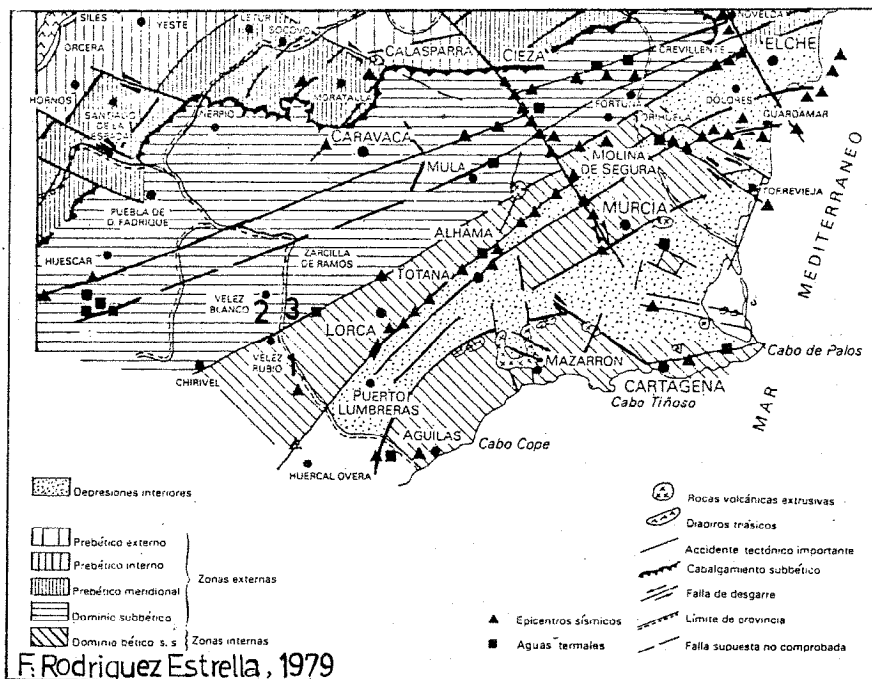 SILES
YESTE
LETUR
SOCOVO
NOVELDA
ORCERA
CALASPARRA
CIEZA
CREVILLENTE
ELCHE
HORNOS
SANTIAGO
DE LA
NERPIO
CARAVACA
FORTUNA
ORIHUELA
DOLORES
GUARDAMAR
MULA
MOLINA
DE SEGURA
TORREVIEJA
PUEBLA DE
D. FADRIQUE
MURCIA
MEDITERRANEO
ALHAMA
HUESCAR
ZARCILLA
DE RAMOS
TOTANA
VELEZ
BLANCO
2 3
LORCA
VELEZ
RUBIO
1
CHIRIVEL
MAZARRON
Cabo de Palos
CARTAGENA
Cabo Tiñoso
MAR
PUERTO
LUMBRERAS
AGUILAS
Cabo Cope
HUERCAL OVERA
Depresiones interiores
Prebético externo
Prebético interno
Prebético meridional
Dominio subbético
Zonas externas
Dominio bético s. s
Zonas internas
Epicentros sísmicos
Aguas termales
Rocas volcánicas extrusivas
Diapiros triásicos
Accidente tectónico importante
Cabalgamiento subbético
Falla de desgarre
Límite de provincia
Falla supuesta no comprobada
F. Rodriguez Estrella, 1979